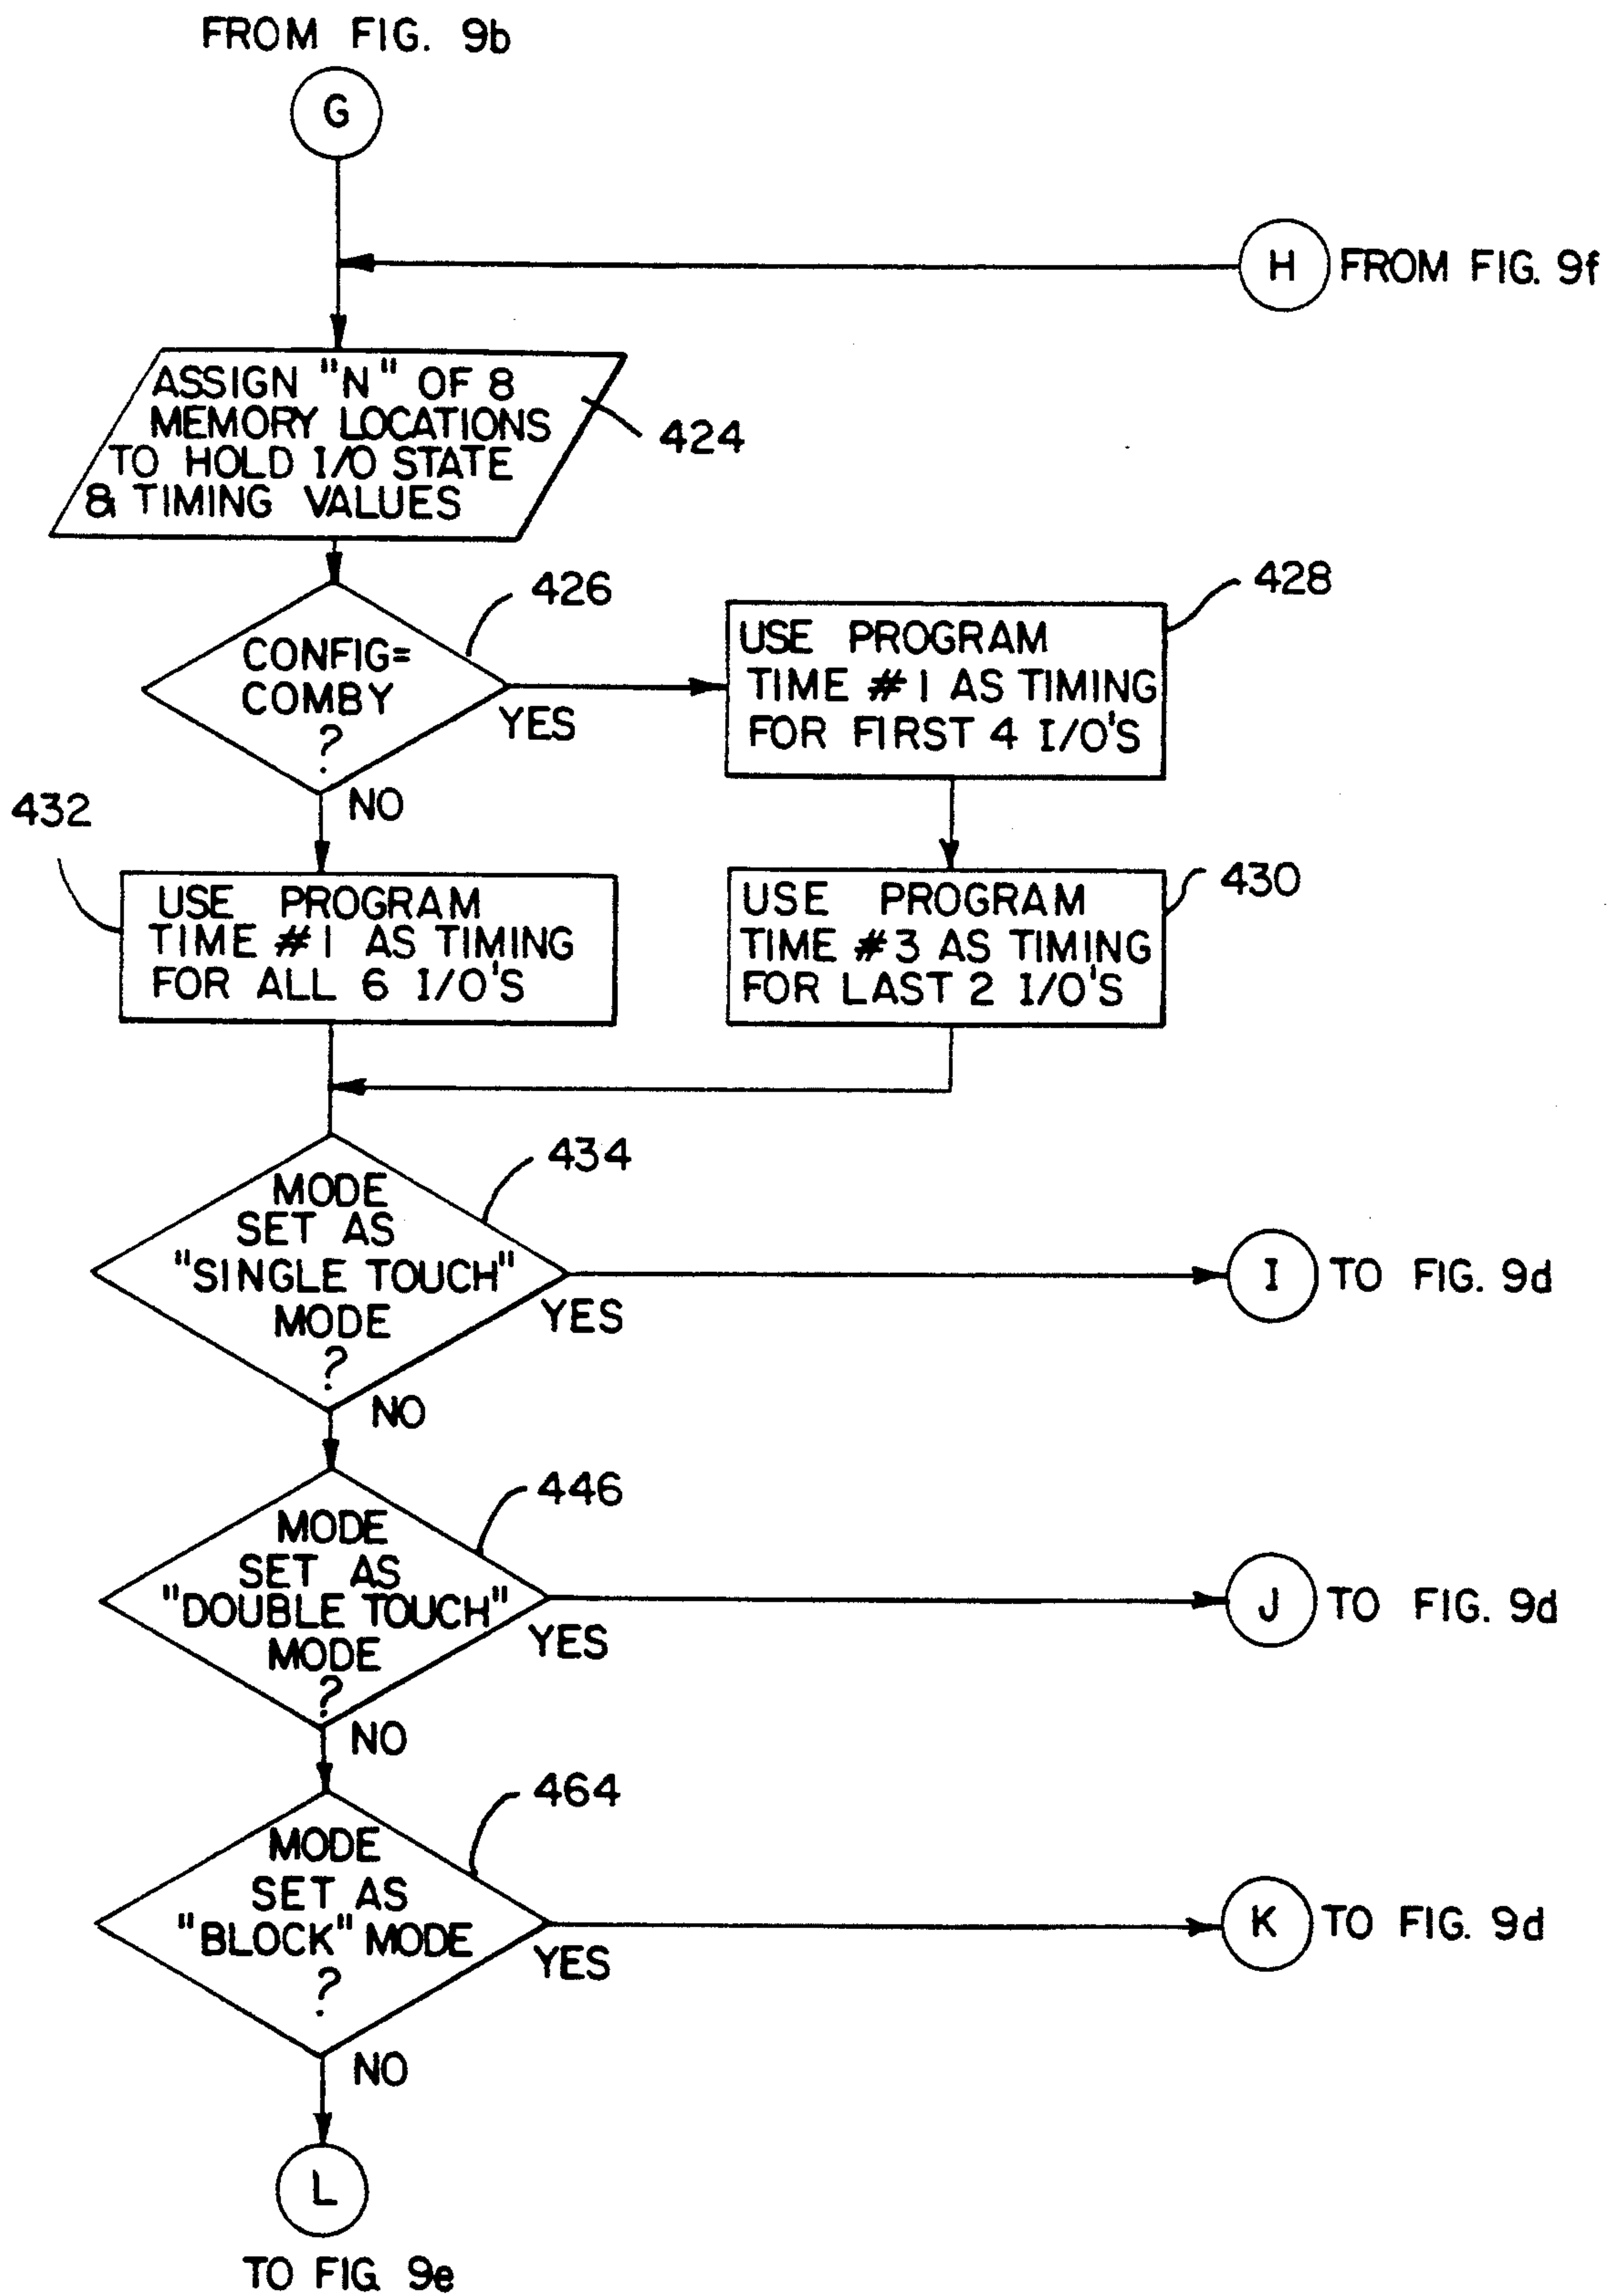 FROM FIG. 9b
G
H FROM FIG. 9f
ASSIGN "N" OF 8
MEMORY LOCATIONS
TO HOLD I/O STATE
& TIMING VALUES
424
426
CONFIG=
COMBY
?
YES
NO
428
USE PROGRAM
TIME #1 AS TIMING
FOR FIRST 4 I/O'S
432
USE PROGRAM
TIME #1 AS TIMING
FOR ALL 6 I/O'S
430
USE PROGRAM
TIME #3 AS TIMING
FOR LAST 2 I/O'S
434
MODE
SET AS
"SINGLE TOUCH"
MODE
?
YES
NO
I TO FIG. 9d
446
MODE
SET AS
"DOUBLE TOUCH"
MODE
?
YES
NO
J TO FIG. 9d
464
MODE
SET AS
"BLOCK" MODE
?
YES
NO
K TO FIG. 9d
L
TO FIG. 9e